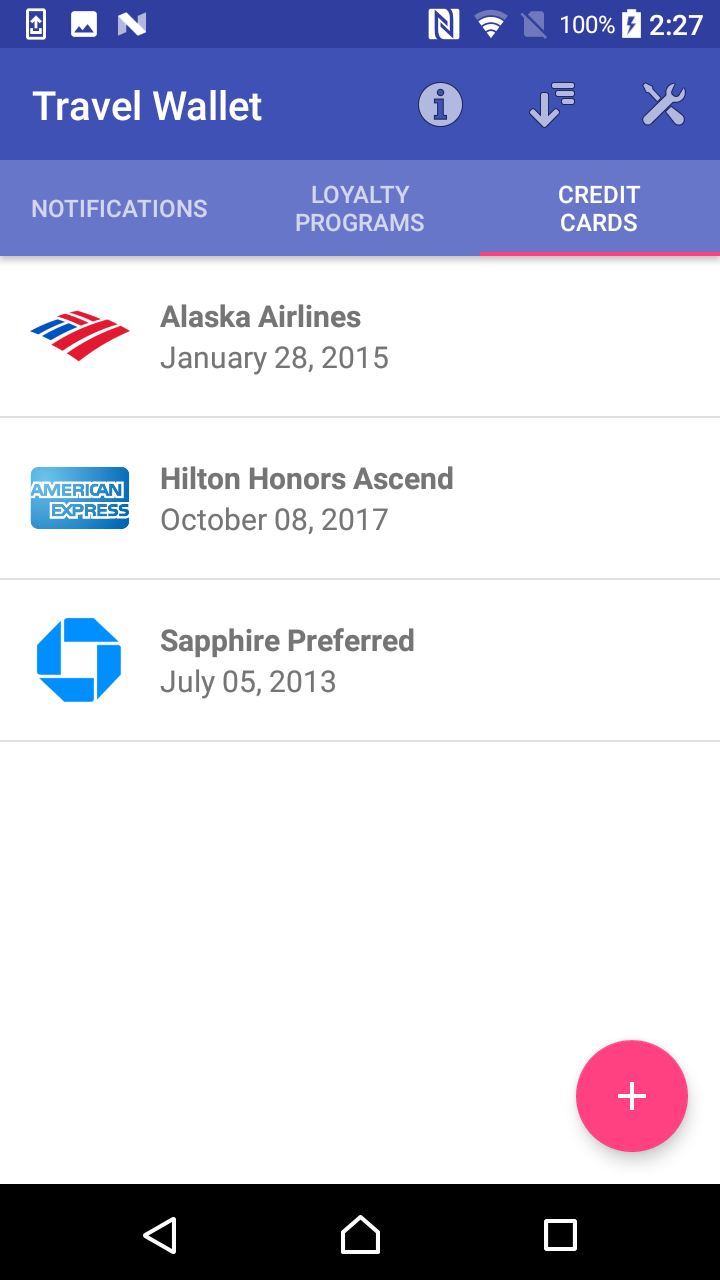 100% 2:27
Travel Wallet
NOTIFICATIONS
LOYALTY
PROGRAMS
CREDIT
CARDS
Alaska Airlines
January 28, 2015
AMERICAN
EXPRESS
Hilton Honors Ascend
October 08, 2017
Sapphire Preferred
July 05, 2013